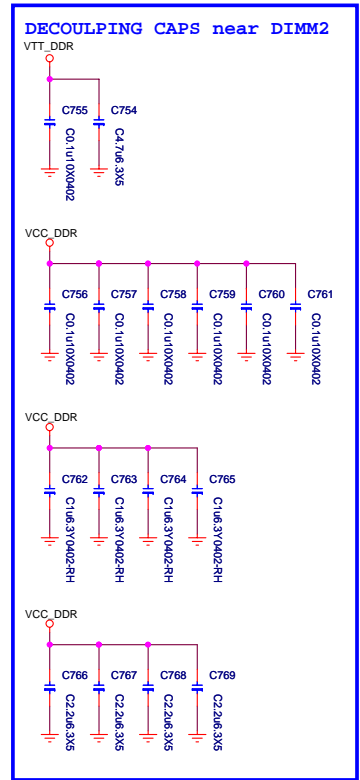 DECOULPING CAPS near DIMM2
VTT_DDR
C755
C0.1u10X0402
C754
C4.7u6.3X5
VCC_DDR
C756
C0.1u10X0402
C757
C0.1u10X0402
C758
C0.1u10X0402
C759
C0.1u10X0402
C760
C0.1u10X0402
C761
C0.1u10X0402
VCC_DDR
C762
C1u6.3Y0402-RH
C763
C1u6.3Y0402-RH
C764
C1u6.3Y0402-RH
C765
C1u6.3Y0402-RH
VCC_DDR
C766
C2.2u6.3X5
C767
C2.2u6.3X5
C768
C2.2u6.3X5
C769
C2.2u6.3X5